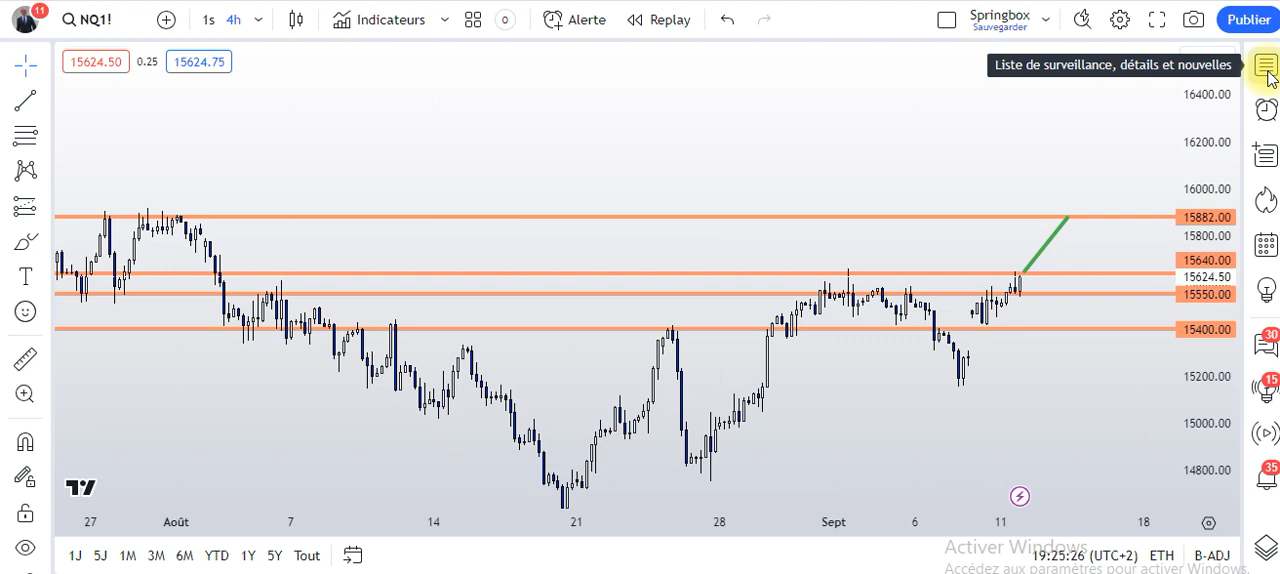 11 NQ1! 1s 4h Indicateurs 0 Alerte Replay Springbox Sauvegarder Publier
15624.50 0.25 15624.75
Liste de surveillance, détails et nouvelles
16400.00
16200.00
16000.00
15882.00
15800.00
15640.00
15624.50
15550.00
15400.00
30
15200.00
15
15000.00
14800.00
35
27 Août 7 14 21 28 Sept 6 11 18
Activer Windows
1J 5J 1M 3M 6M YTD 1Y 5Y Tout 19:25:26 (UTC+2) ETH B-ADJ
Accédez aux paramètres pour activer Windows.